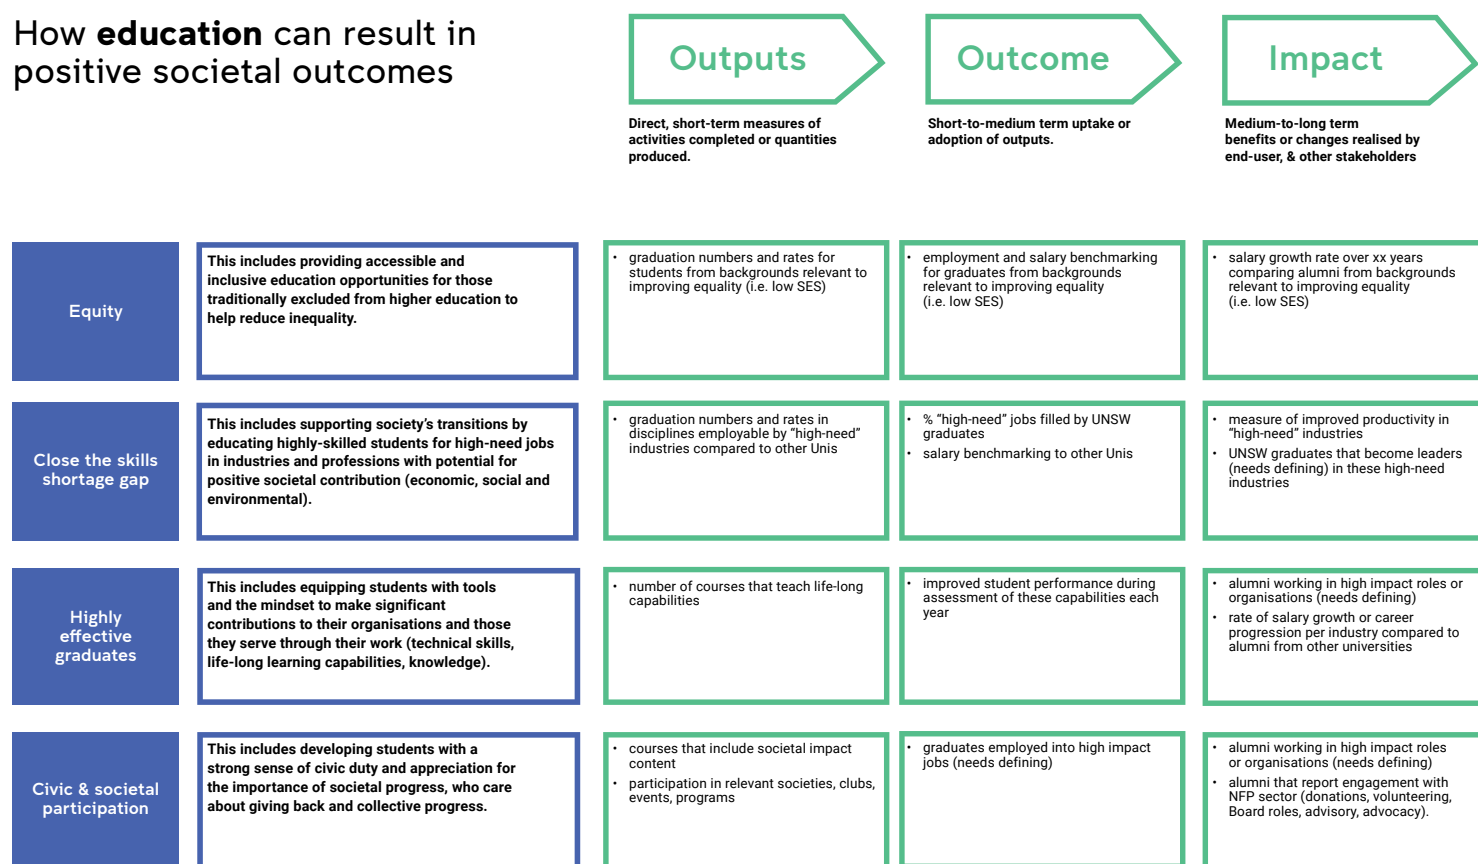 How education can result in
positive societal outcomes
Outputs
Direct, short-term measures of
activities completed or quantities
produced.
Outcome
Short-to-medium term uptake or
adoption of outputs.
Impact
Medium-to-long term
benefits or changes realised by
end-user, & other stakeholders
Equity
This includes providing accessible and
inclusive education opportunities for those
traditionally excluded from higher education to
help reduce inequality.
• graduation numbers and rates for
students from backgrounds relevant to
improving equality (i.e. low SES)
• employment and salary benchmarking
for graduates from backgrounds
relevant to improving equality
(i.e. low SES)
• salary growth rate over xx years
comparing alumni from backgrounds
relevant to improving equality
(i.e. low SES)
Close the skills
shortage gap
This includes supporting society’s transitions by
educating highly-skilled students for high-need jobs
in industries and professions with potential for
positive societal contribution (economic, social and
environmental).
• graduation numbers and rates in
disciplines employable by “high-need”
industries compared to other Unis
• % “high-need” jobs filled by UNSW
graduates
• salary benchmarking to other Unis
• measure of improved productivity in
“high-need” industries
• UNSW graduates that become leaders
(needs defining) in these high-need
industries
Highly
effective
graduates
This includes equipping students with tools
and the mindset to make significant
contributions to their organisations and those
they serve through their work (technical skills,
life-long learning capabilities, knowledge).
• number of courses that teach life-long
capabilities
• improved student performance during
assessment of these capabilities each
year
• alumni working in high impact roles or
organisations (needs defining)
• rate of salary growth or career
progression per industry compared to
alumni from other universities
Civic & societal
participation
This includes developing students with a
strong sense of civic duty and appreciation for
the importance of societal progress, who care
about giving back and collective progress.
• courses that include societal impact
content
• participation in relevant societies, clubs,
events, programs
• graduates employed into high impact
jobs (needs defining)
• alumni working in high impact roles
or organisations (needs defining)
• alumni that report engagement with
NFP sector (donations, volunteering,
Board roles, advisory, advocacy).